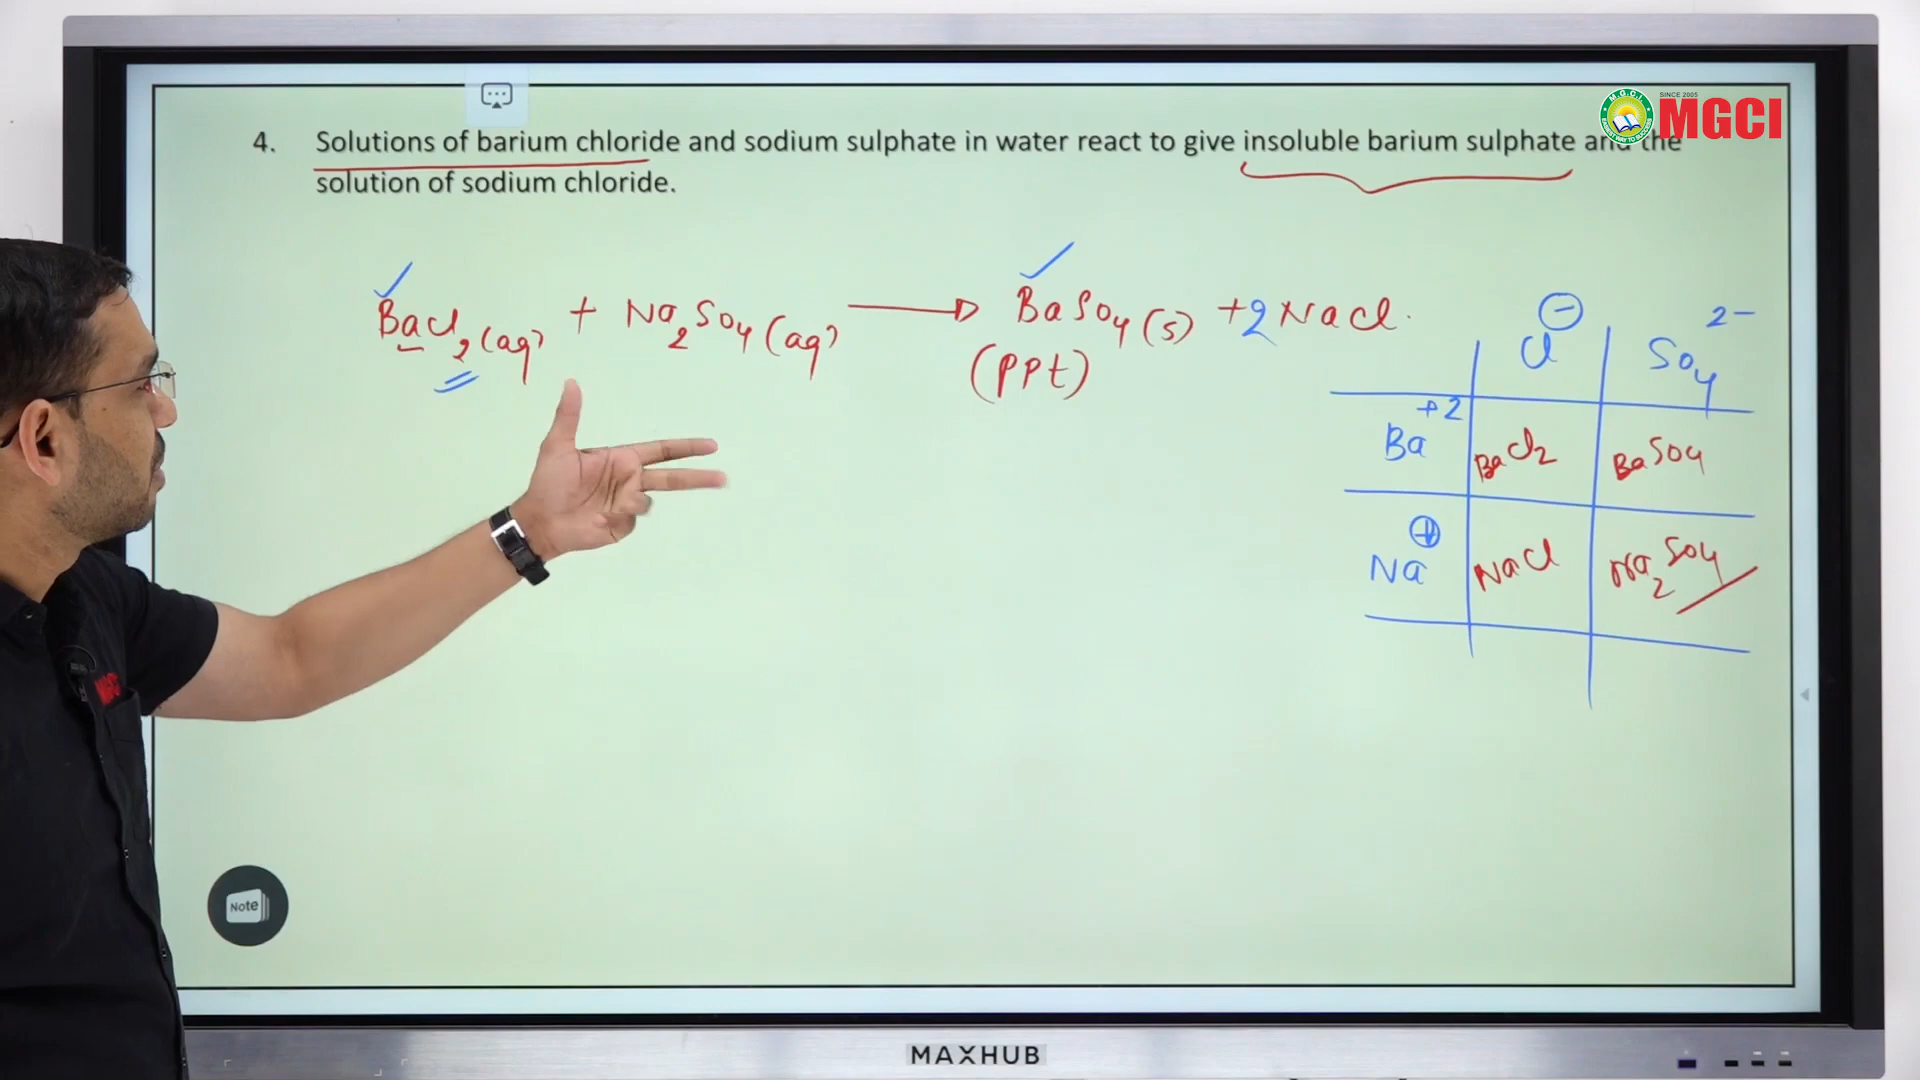 SINCE 2005
M.G.C.I.
MGCI
4. Solutions of barium chloride and sodium sulphate in water react to give insoluble barium sulphate and the
solution of sodium chloride.
BaCl₂(aq) + Na₂SO₄(aq) → BaSO₄(s) + 2NaCl.
(PPt)
Cl⁻ SO₄²⁻
Ba⁺² BaCl₂ BaSO₄
Na⁺ NaCl Na₂SO₄
MGCI
Note
MAXHUB